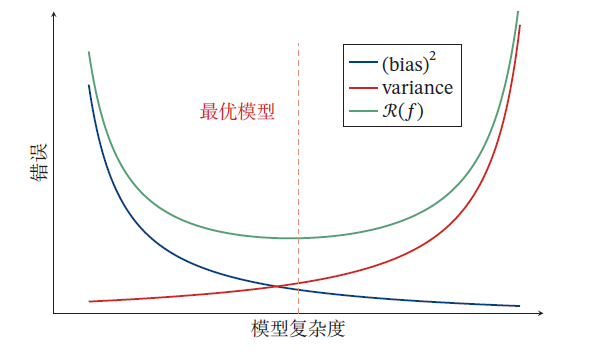 (bias)²
variance
ℛ(f)
最优模型
错误
模型复杂度